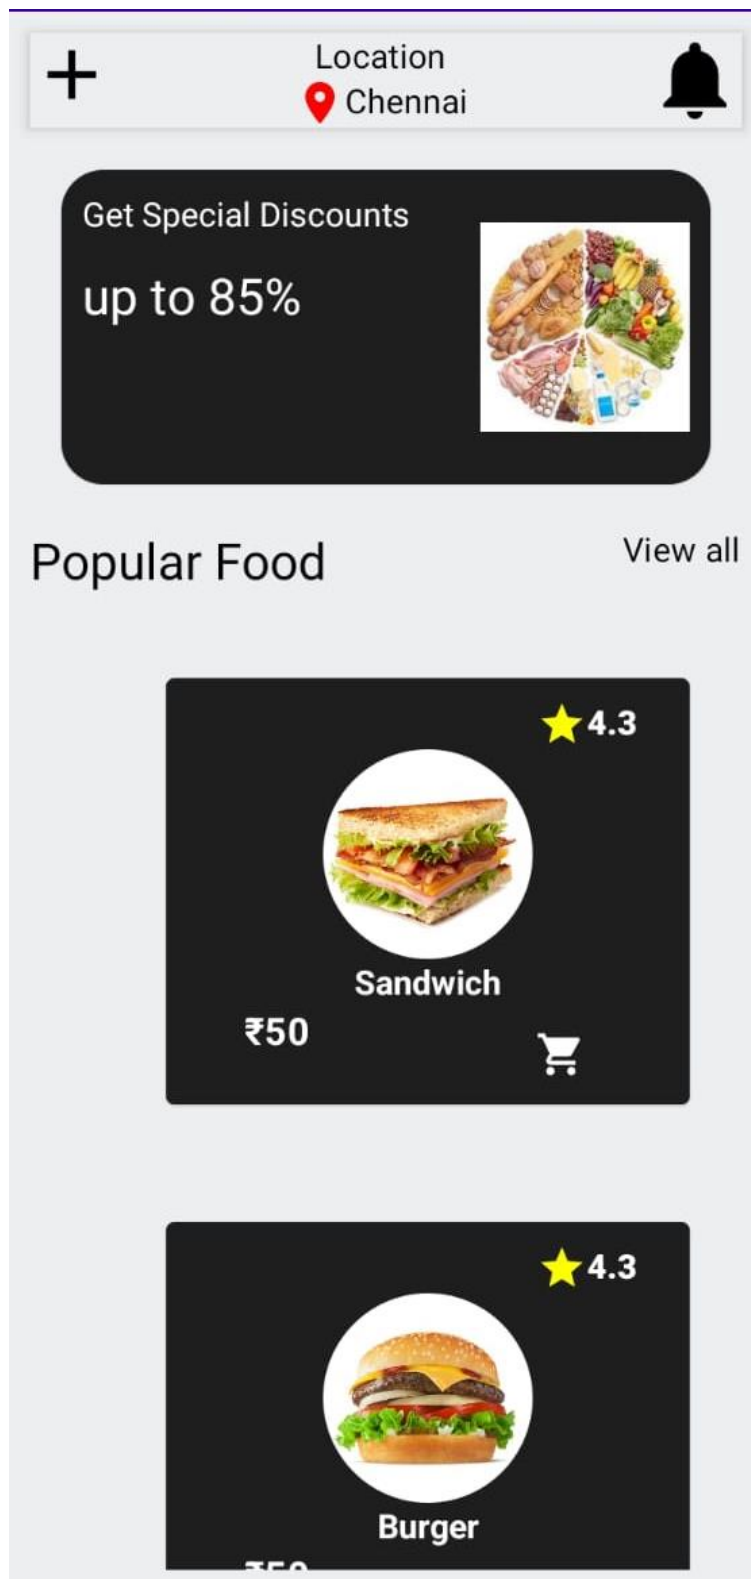 Location
Chennai
Get Special Discounts
up to 85%
Popular Food
View all
4.3
Sandwich
₹50
4.3
Burger
₹50